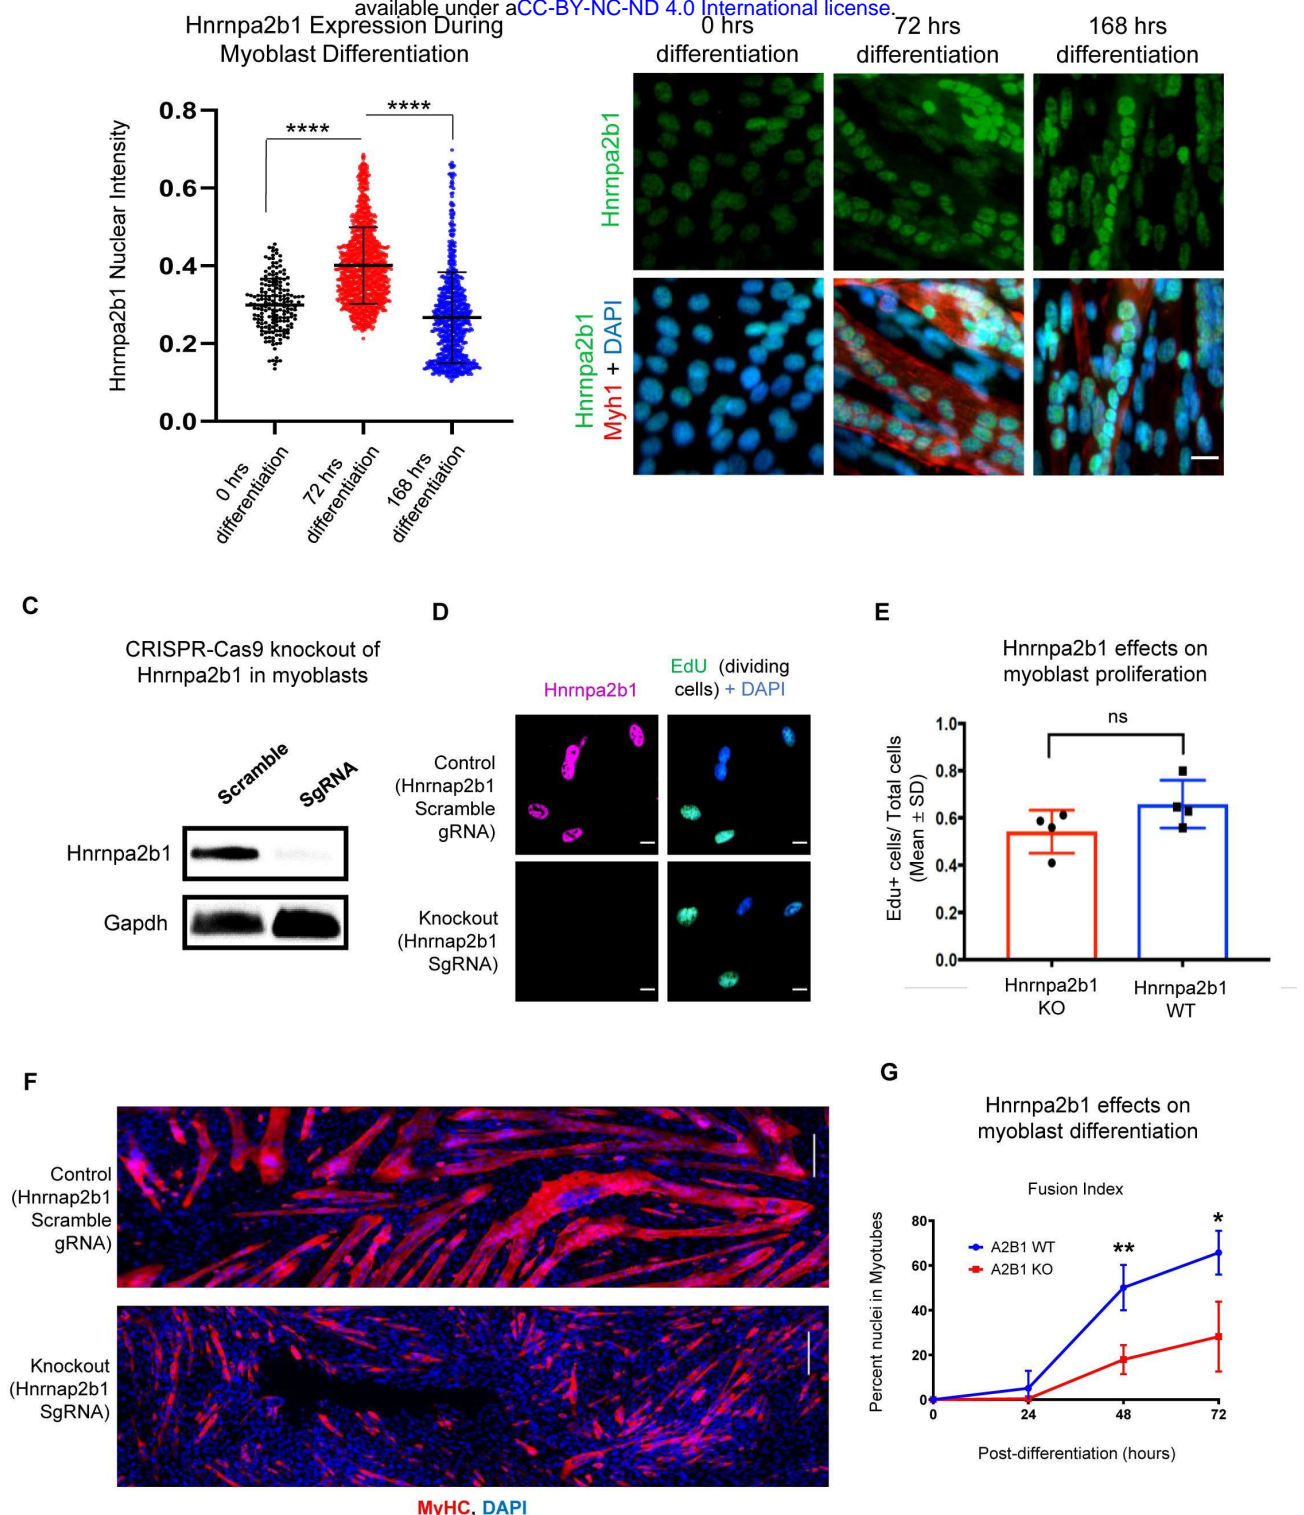 available under aCC-BY-NC-ND 4.0 International license.
Hnrnpa2b1 Expression During
Myoblast Differentiation
0.8
0.6
0.4
0.2
0.0
****
****
Hnrnpa2b1 Nuclear Intensity
0 hrs
differentiation
72 hrs
differentiation
168 hrs
differentiation
0 hrs
differentiation
72 hrs
differentiation
168 hrs
differentiation
Hnrnpa2b1
Hnrnpa2b1
Myh1 + DAPI
C
CRISPR-Cas9 knockout of
Hnrnpa2b1 in myoblasts
Scramble
SgRNA
Hnrnpa2b1
Gapdh
D
Hnrnpa2b1
EdU (dividing
cells) + DAPI
Control
(Hnrnap2b1
Scramble
gRNA)
Knockout
(Hnrnap2b1
SgRNA)
E
Hnrnpa2b1 effects on
myoblast proliferation
ns
1.0
0.8
0.6
0.4
0.2
0.0
Edu+ cells/ Total cells
(Mean ± SD)
Hnrnpa2b1
KO
Hnrnpa2b1
WT
F
Control
(Hnrnap2b1
Scramble
gRNA)
Knockout
(Hnrnap2b1
SgRNA)
MyHC, DAPI
G
Hnrnpa2b1 effects on
myoblast differentiation
Fusion Index
80
60
40
20
0
Percent nuclei in Myotubes
A2B1 WT
A2B1 KO
**
*
0
24
48
72
Post-differentiation (hours)